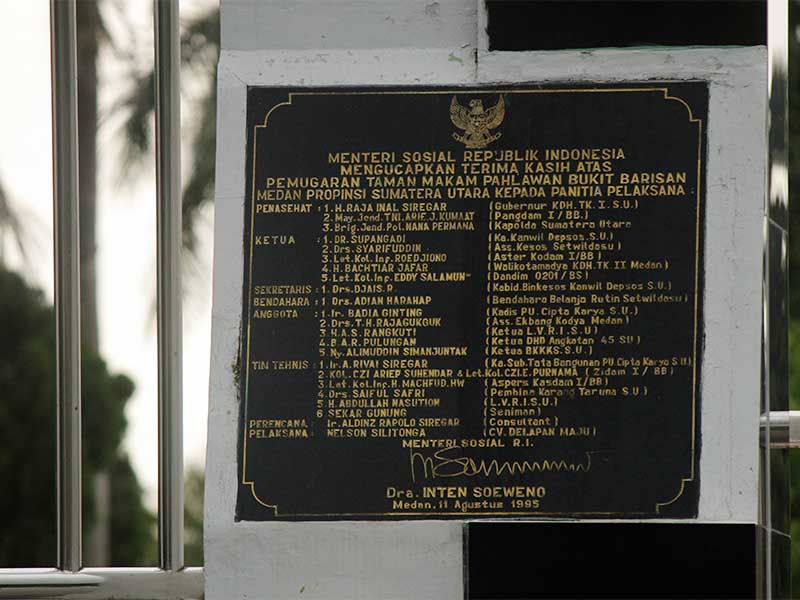 MENTERI SOSIAL REPUBLIK INDONESIA
MENGUCAPKAN TERIMA KASIH ATAS
PEMUGARAN TAMAN MAKAM PAHLAWAN BUKIT BARISAN
MEDAN PROPINSI SUMATERA UTARA KEPADA PANITIA PELAKSANA :
PENASEHAT : 1. H. RAJA INAL SIREGAR (Gubernur KDH.TK.I.S.U)
2. May. Jend. TNI. ARIE. J. KUMAAT (Pangdam I/BB.)
3. Brig. Jend. Pol. NANA PERMANA (Kapolda Sumatera Utara
KETUA : 1. DR. SUPANGADI (Ka. Kanwil Depsos. S.U.)
2. Drs. SYARIFUDDIN (Ass. Kesos Setwildasu)
3. Let. Kol. Inf. ROEDJIONO (Aster Kodam I/BB)
4. H. BACHTIAR JAFAR (Walikotamadya KDH. TK. II Medan)
5. Let. Kol. Inf. EDDY SALAMUN (Dandim 0201/BS)
SEKRETARIS : 1. Drs. DJAIS. R. (Kabid. Binkesos Kanwil Depsos S.U.)
BENDAHARA : 1. Drs. ADIAN HARAHAP (Bendahara Belanja Rutin Setwildasu)
ANGGOTA : 1. Ir. BADIA GINTING (Kadis PU. Cipta Karya S.U.)
2. Drs. T.H. RAJAGUKGUK (Ass. Ekbang Kodya Medan)
3. H.A.S. RANGKUTI (Ketua L.V.R.I.S.U)
4. B.A.R. PULUNGAN (Ketua DHD Angkatan 45 SU)
5. Ny. ALIMUDDIN SIMANJUNTAK (Ketua BKKKS. S.U.)
TIM TEHNIS : 1. Ir. A. RIVAI SIREGAR (Ka. Sub. Tata Bangunan PU. Cipta Karya S.U.)
2. KOL. CZI ARIEP SUHENDAR & Let. Kol. CZI. E. PURNAMA (Zidam I/BB)
3. Let. Kol. Inf. H. MACHFUD. HW (Aspers Kasdam I/BB)
4. Drs. SAIFUL SAFRI (Pembina Karang Taruna S.U.)
5. H. ABDULLAH NASUTION (L.V.R.I.S.U)
6 SEKAR GUNUNG (Seniman)
PERENCANA : Ir. ALDINZ RAPOLO SIREGAR (Consultant)
PELAKSANA : NELSON SILITONGA (CV. DELAPAN MAJU)
MENTERI SOSIAL R.I.
Dra. INTEN SOEWENO
Medan, 11 Agustus 1995